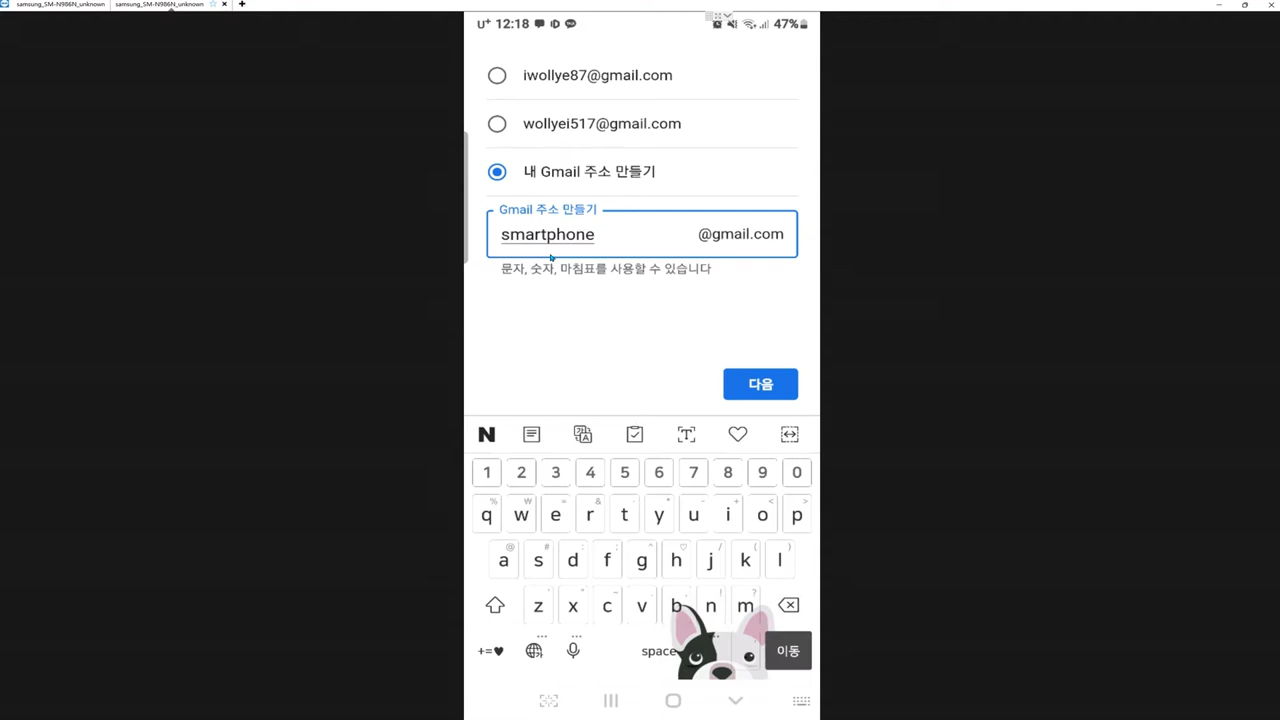 samsung_SM-N986N_unknown samsung_SM-N986N_unknown
U+ 12:18 47%
iwollye87@gmail.com
wollyei517@gmail.com
내 Gmail 주소 만들기
Gmail 주소 만들기
smartphone @gmail.com
문자, 숫자, 마침표를 사용할 수 있습니다
다음
N
1 2 3 4 5 6 7 8 9 0
q w e r t y u i o p
a s d f g h j k l
z x c v b n m
+=♥ space 이동